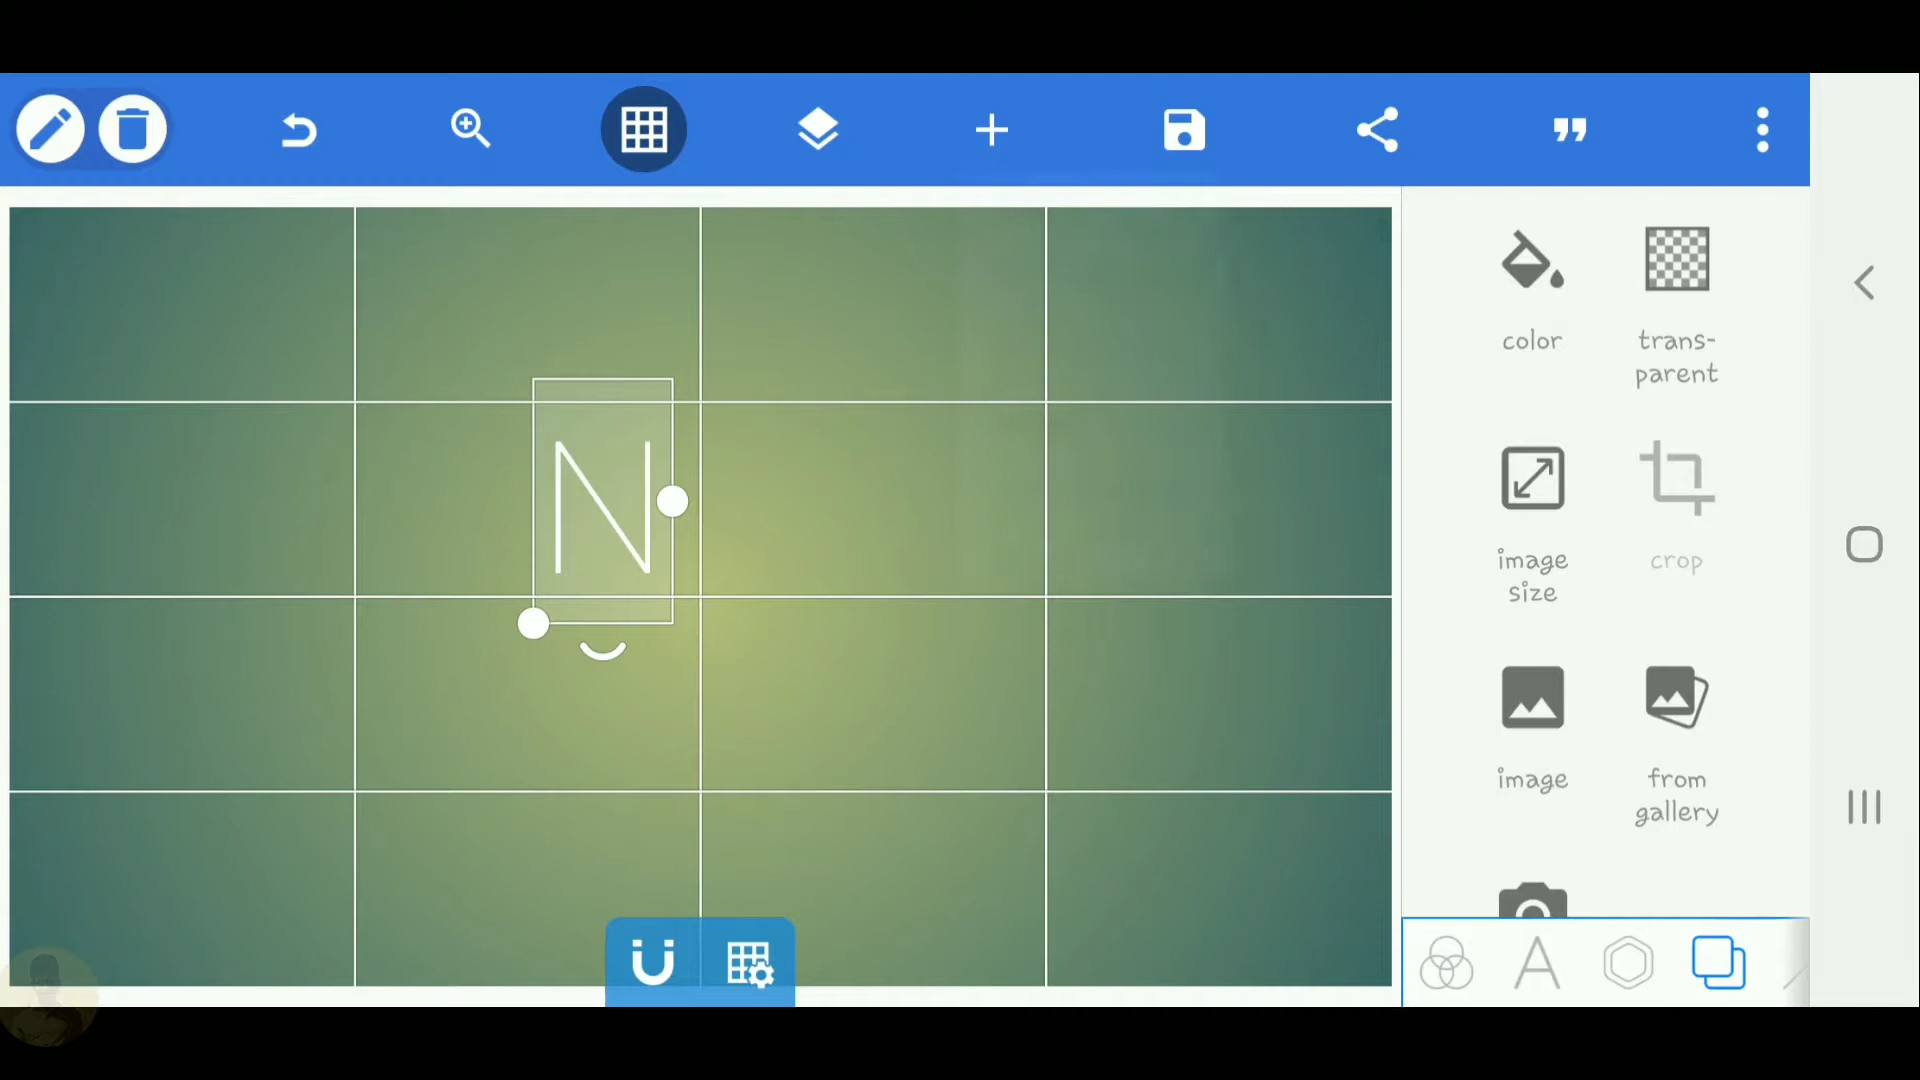 N
color
trans-
parent
image
size
crop
image
from
gallery